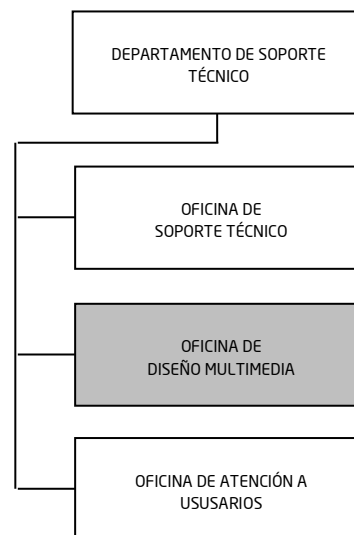 DEPARTAMENTO DE SOPORTE
TÉCNICO
OFICINA DE
SOPORTE TÉCNICO
OFICINA DE
DISEÑO MULTIMEDIA
OFICINA DE ATENCIÓN A
USUSARIOS